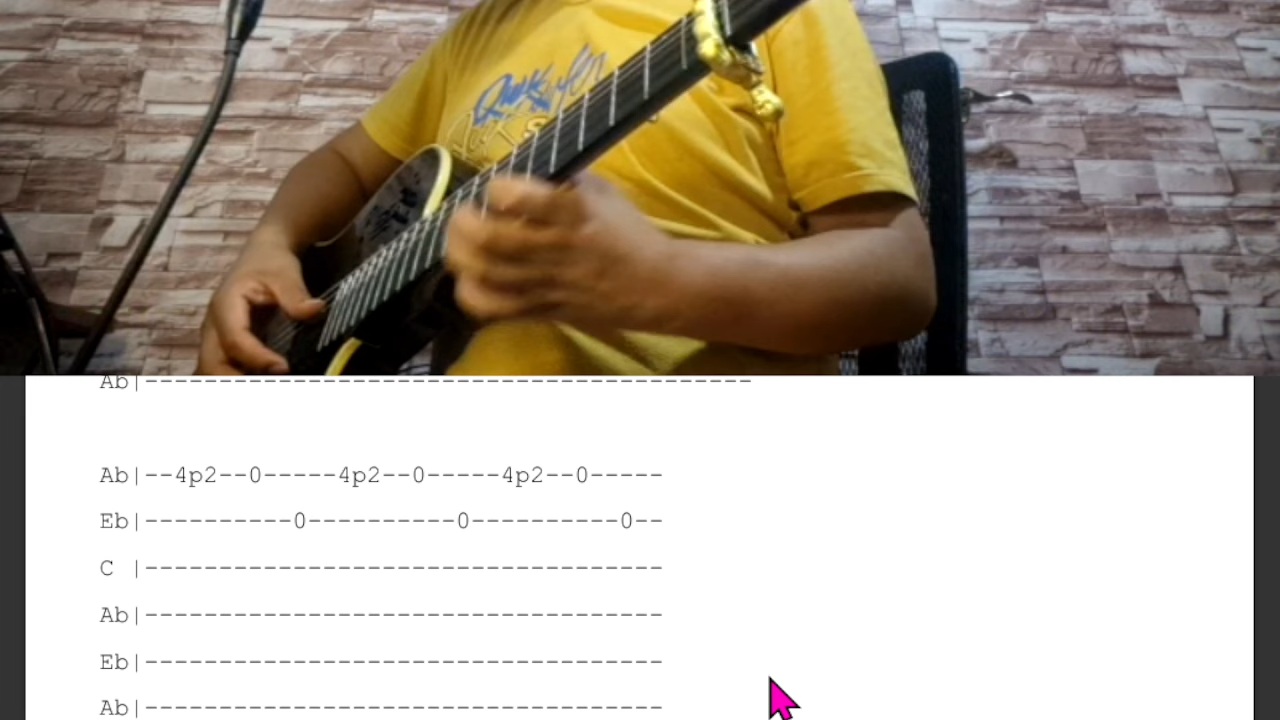 Ab|-----------------------------------------
Ab|--4p2--0-----4p2--0-----4p2--0-----
Eb|----------0----------0----------0--
C |-----------------------------------
Ab|-----------------------------------
Eb|-----------------------------------
Ab|-----------------------------------